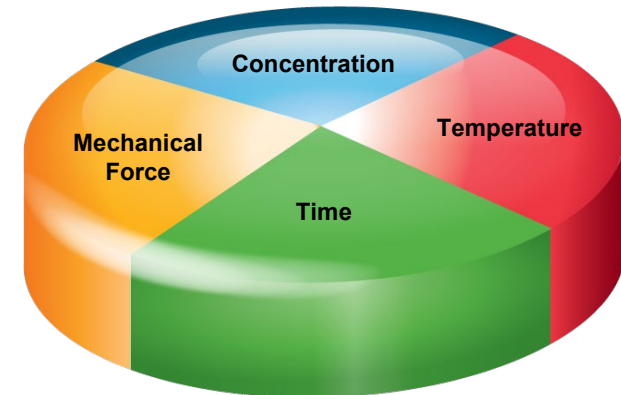 Concentration
Temperature
Mechanical
Force
Time